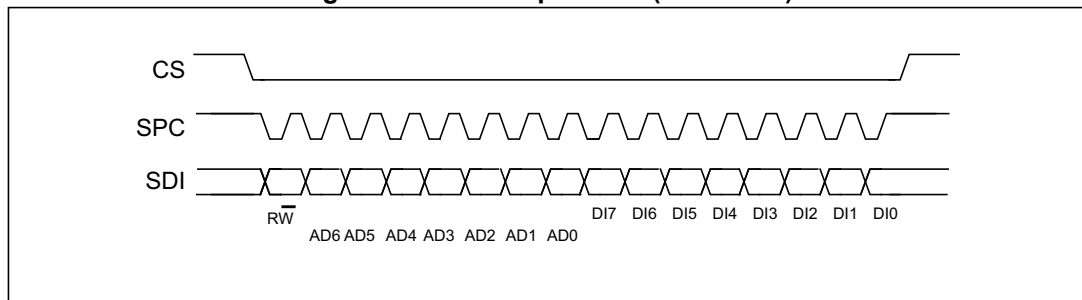 CS
SPC
SDI
RW̅
DI7 DI6 DI5 DI4 DI3 DI2 DI1 DI0
AD6 AD5 AD4 AD3 AD2 AD1 AD0